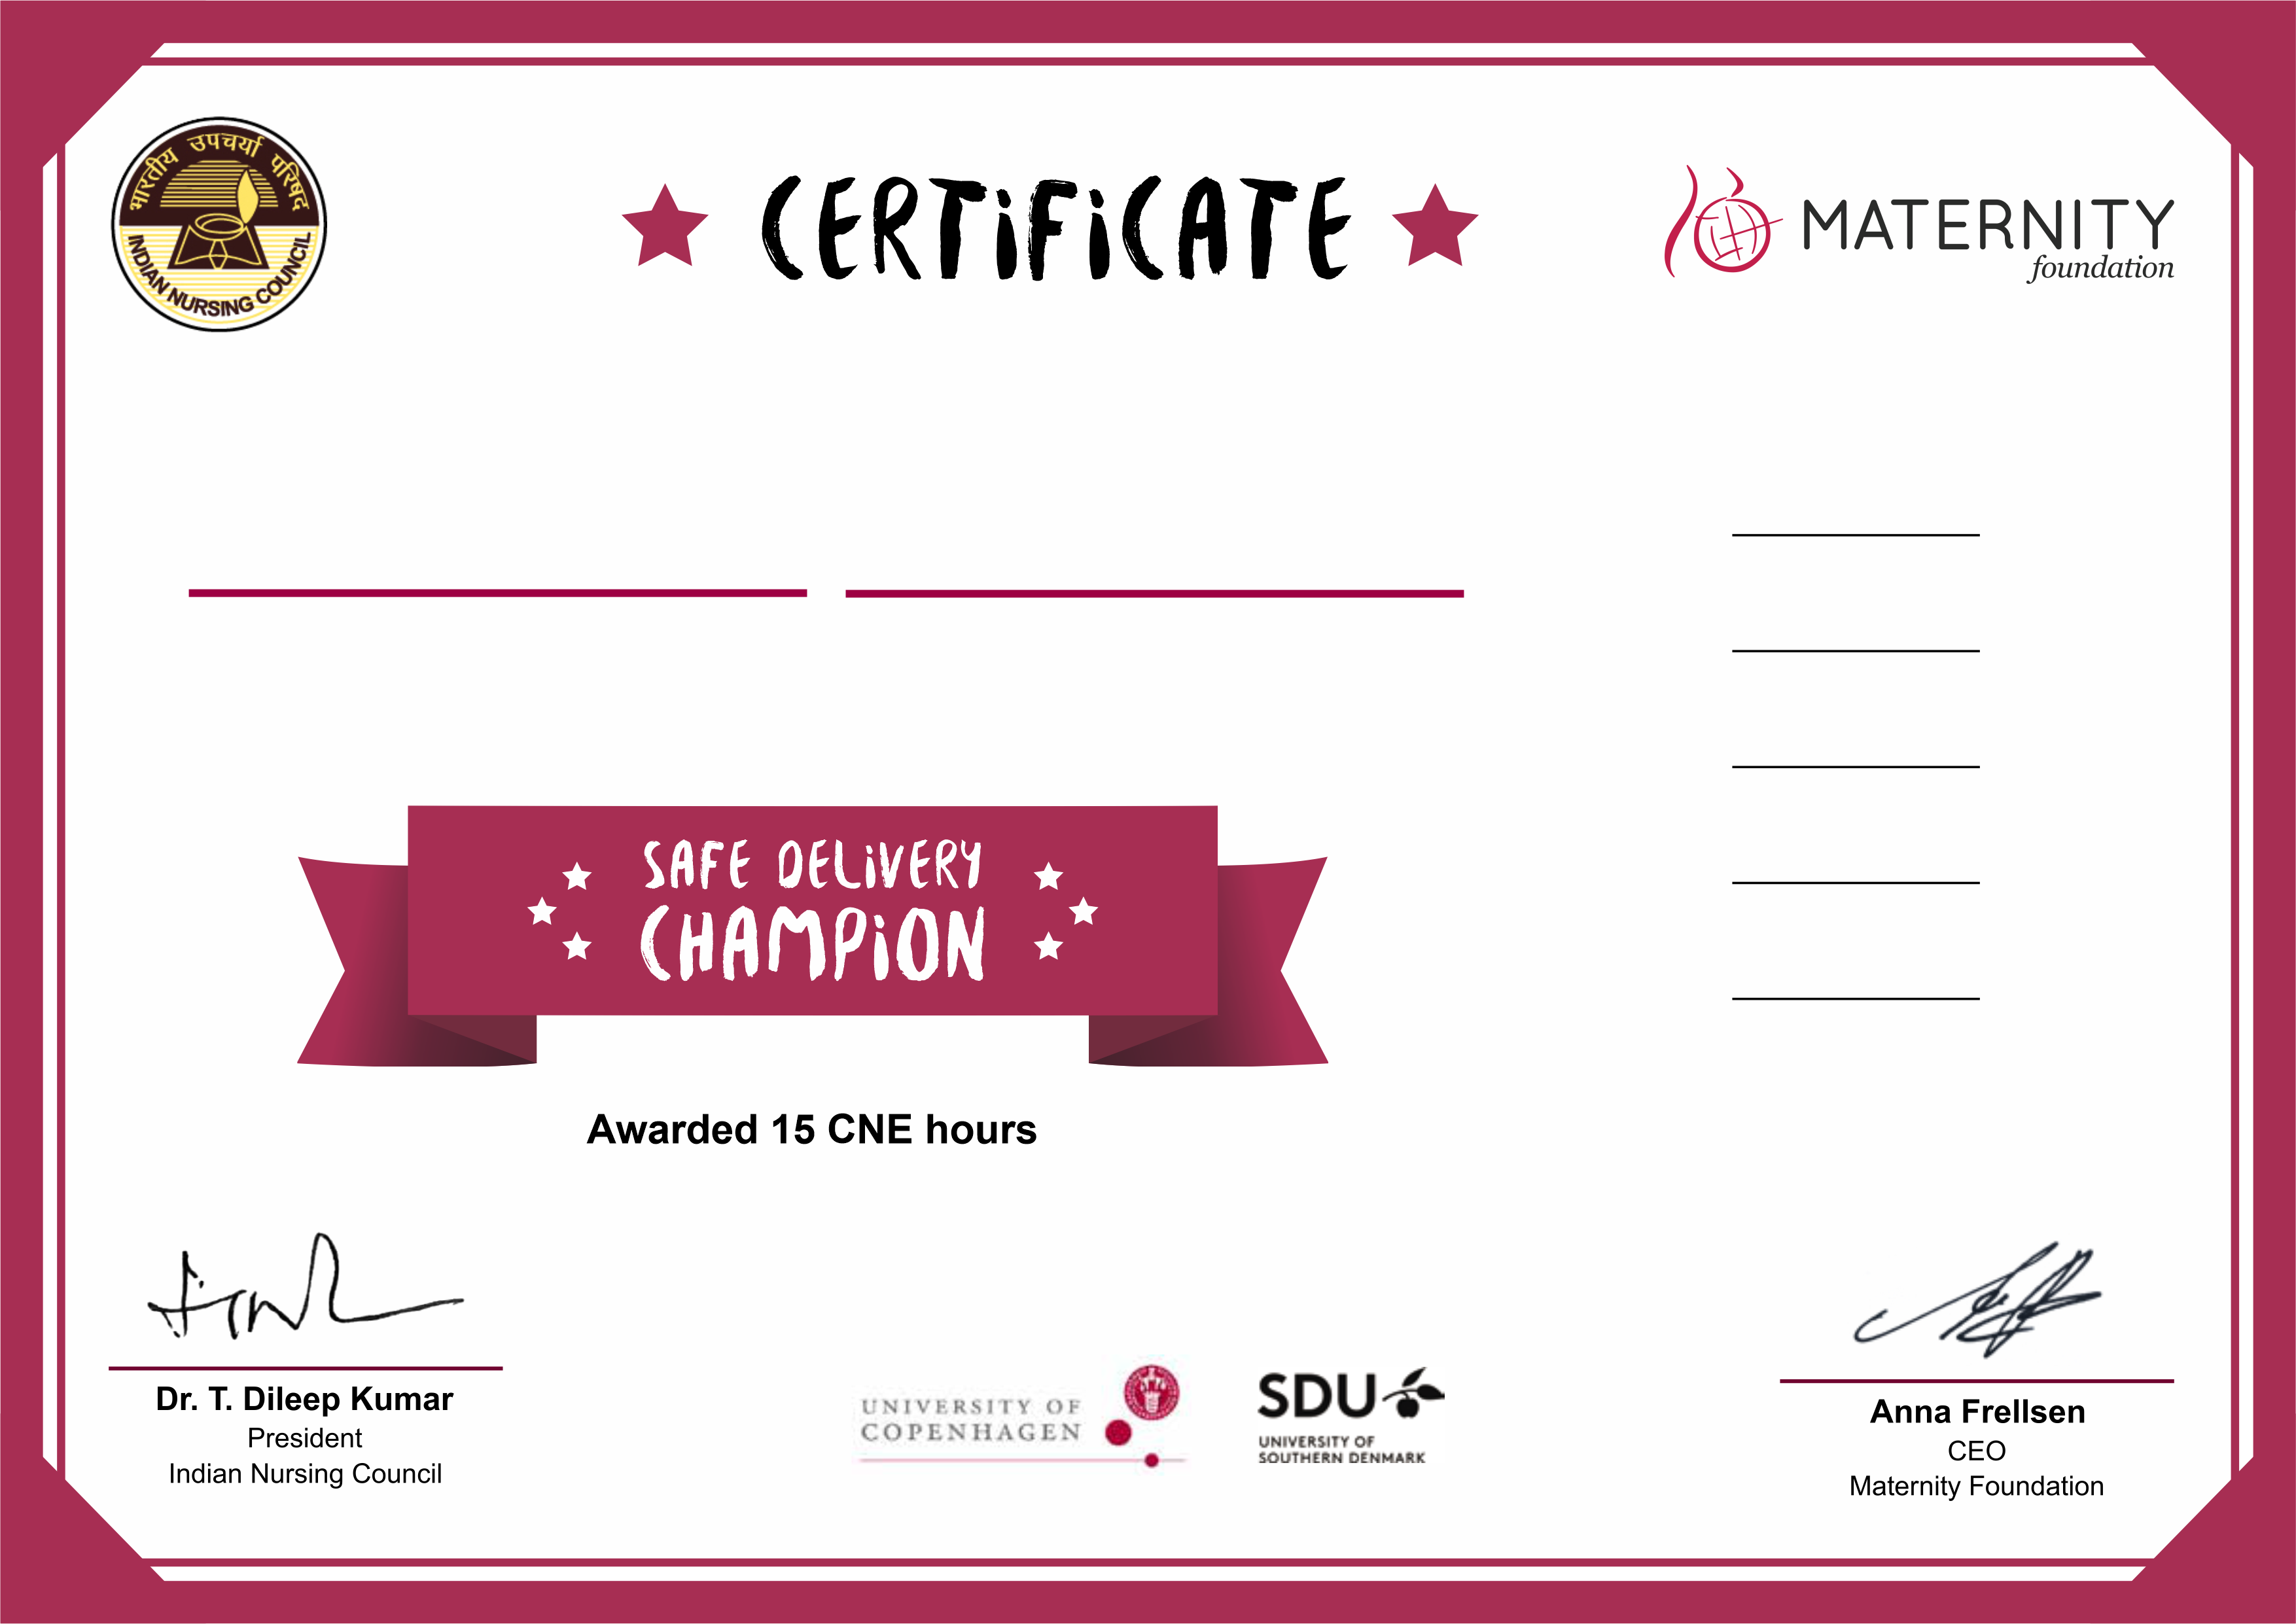 भारतीय उपचर्या परिषद
INDIAN NURSING COUNCIL
CERTiFiCATE
MATERNITY
foundation
SAFE DELiVERY
CHAMPiON
Awarded 15 CNE hours
Dr. T. Dileep Kumar
President
Indian Nursing Council
UNIVERSITY OF
COPENHAGEN
SDU
UNIVERSITY OF
SOUTHERN DENMARK
Anna Frellsen
CEO
Maternity Foundation